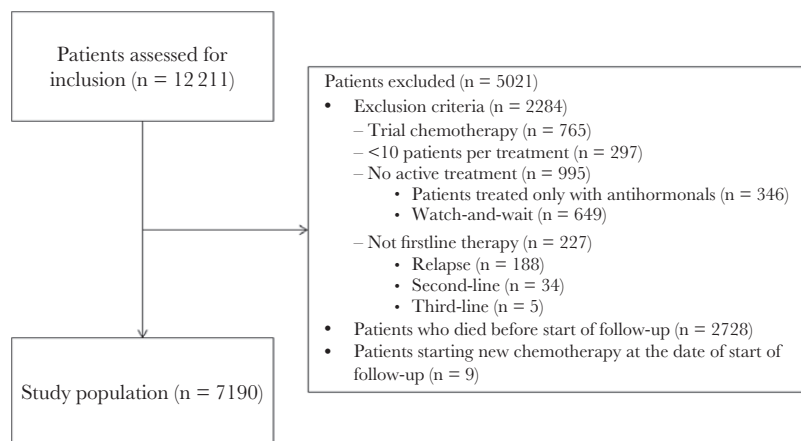 Patients assessed for
inclusion (n = 12 211)
Patients excluded (n = 5021)
• Exclusion criteria (n = 2284)
– Trial chemotherapy (n = 765)
– <10 patients per treatment (n = 297)
– No active treatment (n = 995)
• Patients treated only with antihormonals (n = 346)
• Watch-and-wait (n = 649)
– Not firstline therapy (n = 227)
• Relapse (n = 188)
• Second-line (n = 34)
• Third-line (n = 5)
• Patients who died before start of follow-up (n = 2728)
• Patients starting new chemotherapy at the date of start of
follow-up (n = 9)
Study population (n = 7190)